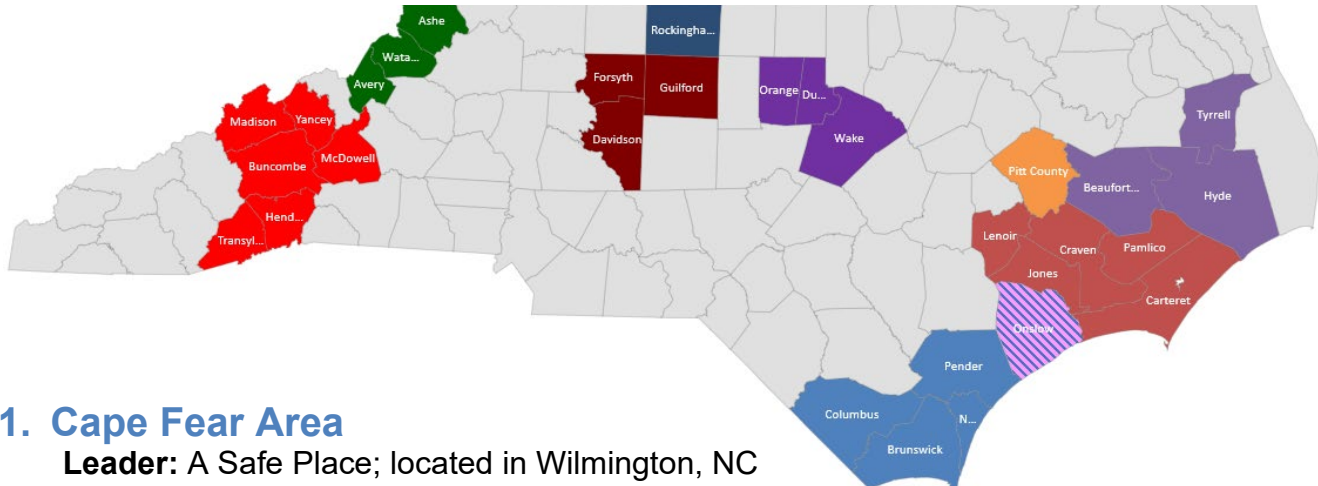 Ashe
Rockingha...
Wata...
Avery
Forsyth
Guilford
Orange
Du...
Tyrrell
Madison
Yancey
Davidson
Wake
Buncombe
McDowell
Pitt County
Beaufort...
Hyde
Hend...
Transyl...
Lenoir
Craven
Pamlico
Jones
Carteret
Onslow
Pender
Columbus
N...
Brunswick
1. Cape Fear Area
Leader: A Safe Place; located in Wilmington, NC